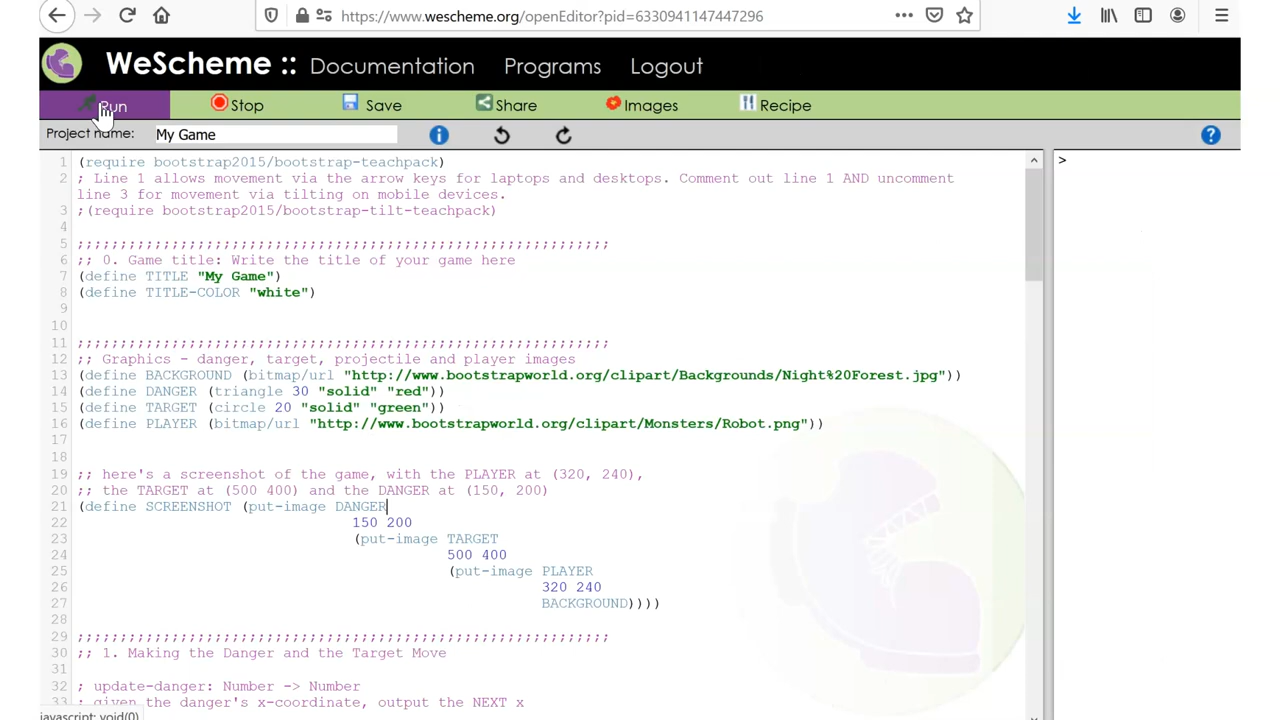 https://www.wescheme.org/openEditor?pid=6330941147447296
WeScheme :: Documentation Programs Logout
Run Stop Save Share Images Recipe
Project name: My Game
1 (require bootstrap2015/bootstrap-teachpack)
2 ; Line 1 allows movement via the arrow keys for laptops and desktops. Comment out line 1 AND uncomment
line 3 for movement via tilting on mobile devices.
3 ;(require bootstrap2015/bootstrap-tilt-teachpack)
4
5 ;;;;;;;;;;;;;;;;;;;;;;;;;;;;;;;;;;;;;;;;;;;;;;;;;;;;;;;;;;;;;;
6 ;; 0. Game title: Write the title of your game here
7 (define TITLE "My Game")
8 (define TITLE-COLOR "white")
9
10
11 ;;;;;;;;;;;;;;;;;;;;;;;;;;;;;;;;;;;;;;;;;;;;;;;;;;;;;;;;;;;;;;
12 ;; Graphics - danger, target, projectile and player images
13 (define BACKGROUND (bitmap/url "http://www.bootstrapworld.org/clipart/Backgrounds/Night%20Forest.jpg"))
14 (define DANGER (triangle 30 "solid" "red"))
15 (define TARGET (circle 20 "solid" "green"))
16 (define PLAYER (bitmap/url "http://www.bootstrapworld.org/clipart/Monsters/Robot.png"))
17
18
19 ;; here's a screenshot of the game, with the PLAYER at (320, 240),
20 ;; the TARGET at (500 400) and the DANGER at (150, 200)
21 (define SCREENSHOT (put-image DANGER
22 150 200
23 (put-image TARGET
24 500 400
25 (put-image PLAYER
26 320 240
27 BACKGROUND))))
28
29 ;;;;;;;;;;;;;;;;;;;;;;;;;;;;;;;;;;;;;;;;;;;;;;;;;;;;;;;;;;;;;;
30 ;; 1. Making the Danger and the Target Move
31
32 ; update-danger: Number -> Number
33 ; given the danger's x-coordinate, output the NEXT x
javascript: void(0)
>